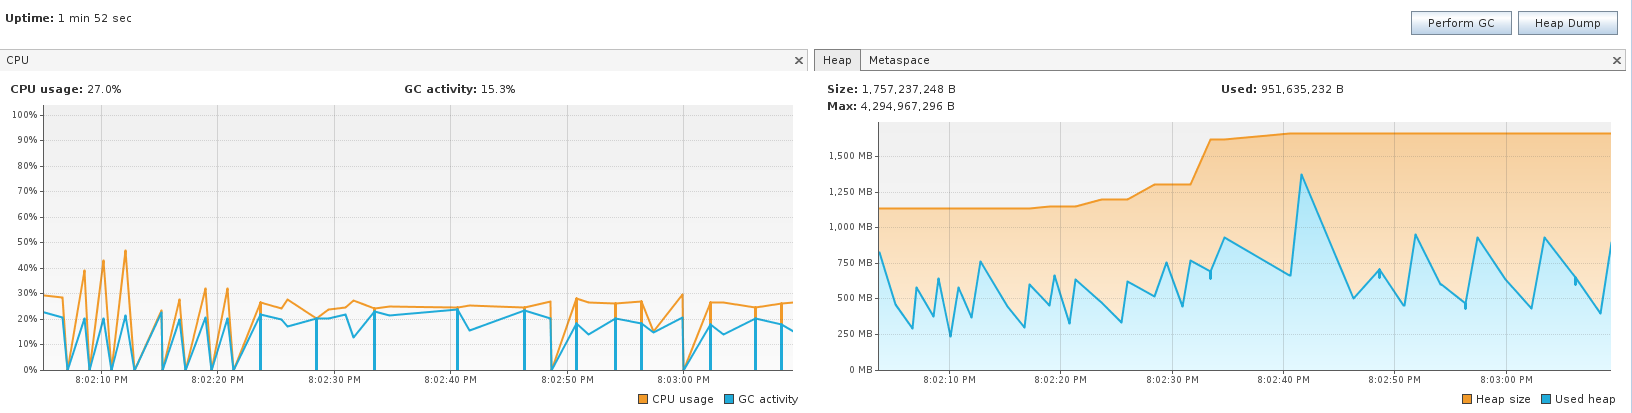 Uptime: 1 min 52 sec
Perform GC
Heap Dump
CPU
CPU usage: 27.0%
GC activity: 15.3%
100%
90%
80%
70%
60%
50%
40%
30%
20%
10%
0%
8:02:10 PM
8:02:20 PM
8:02:30 PM
8:02:40 PM
8:02:50 PM
8:03:00 PM
CPU usage
GC activity
Heap
Metaspace
Size: 1,757,237,248 B
Used: 951,635,232 B
Max: 4,294,967,296 B
1,500 MB
1,250 MB
1,000 MB
750 MB
500 MB
250 MB
0 MB
8:02:10 PM
8:02:20 PM
8:02:30 PM
8:02:40 PM
8:02:50 PM
8:03:00 PM
Heap size
Used heap